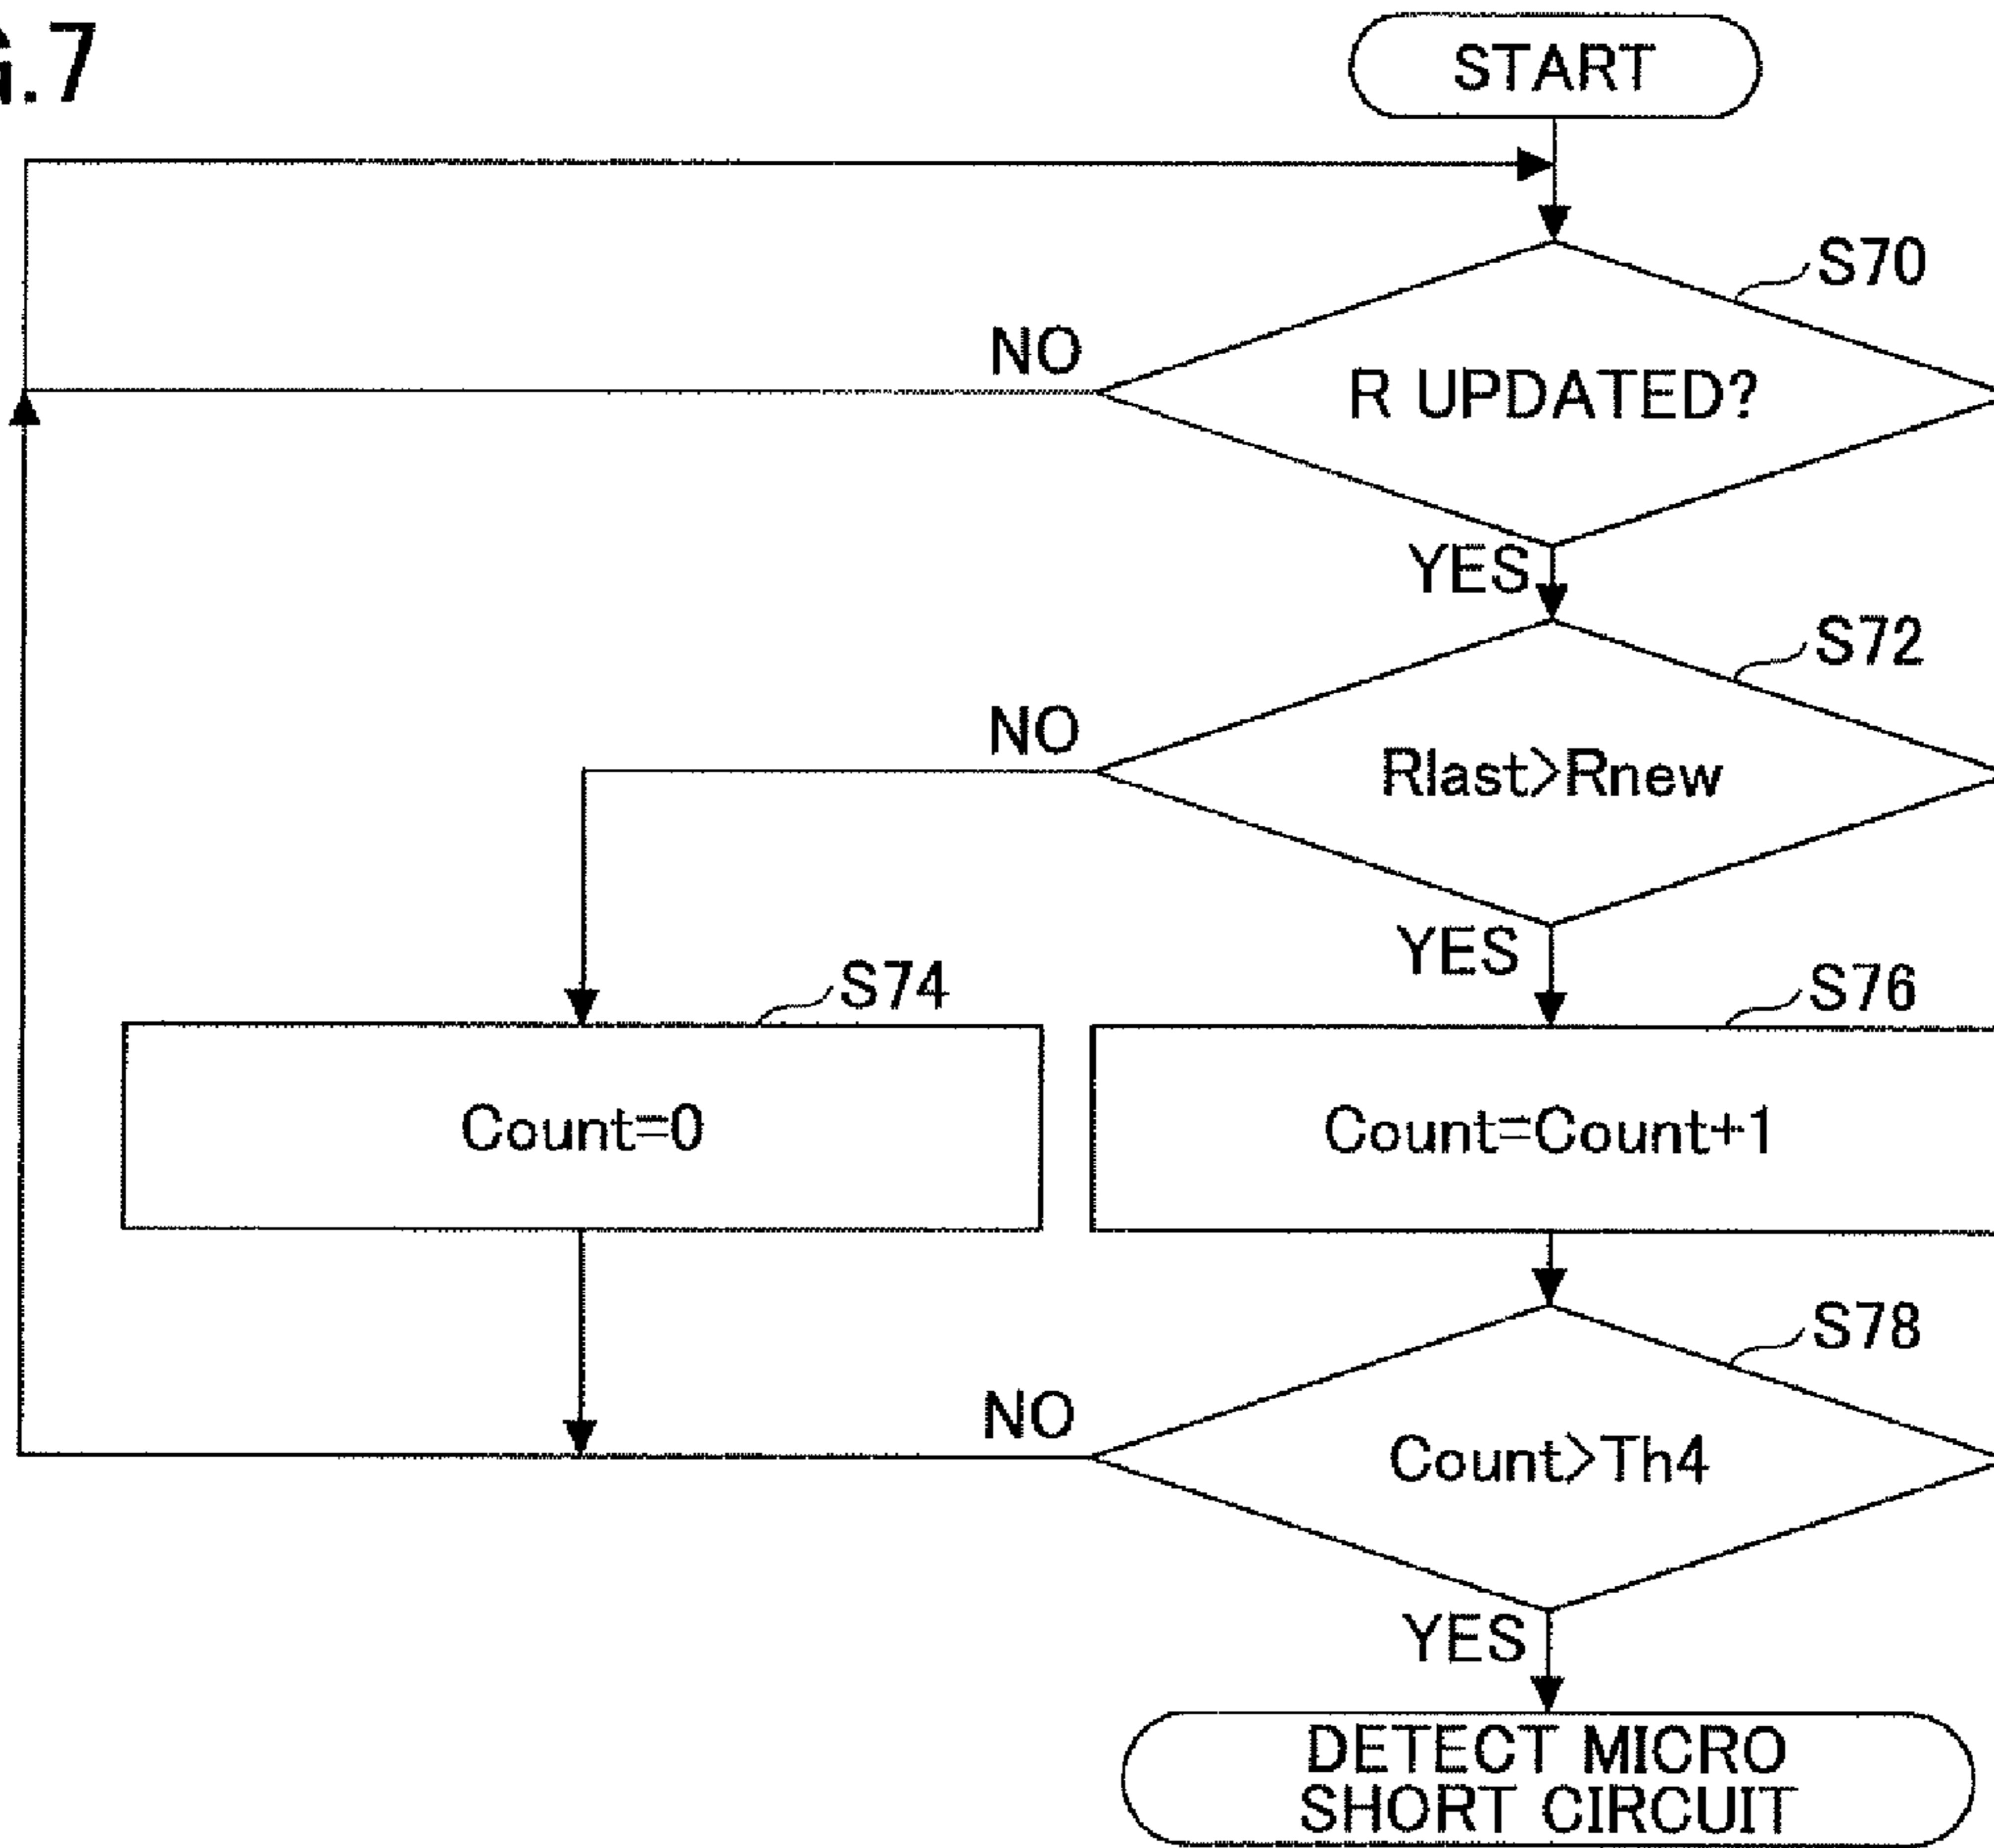 G.7
START
S70
NO
R UPDATED?
YES
S72
NO
Rlast>Rnew
YES
S74
S76
Count=0
Count=Count+1
S78
NO
Count>Th4
YES
DETECT MICRO
SHORT CIRCUIT